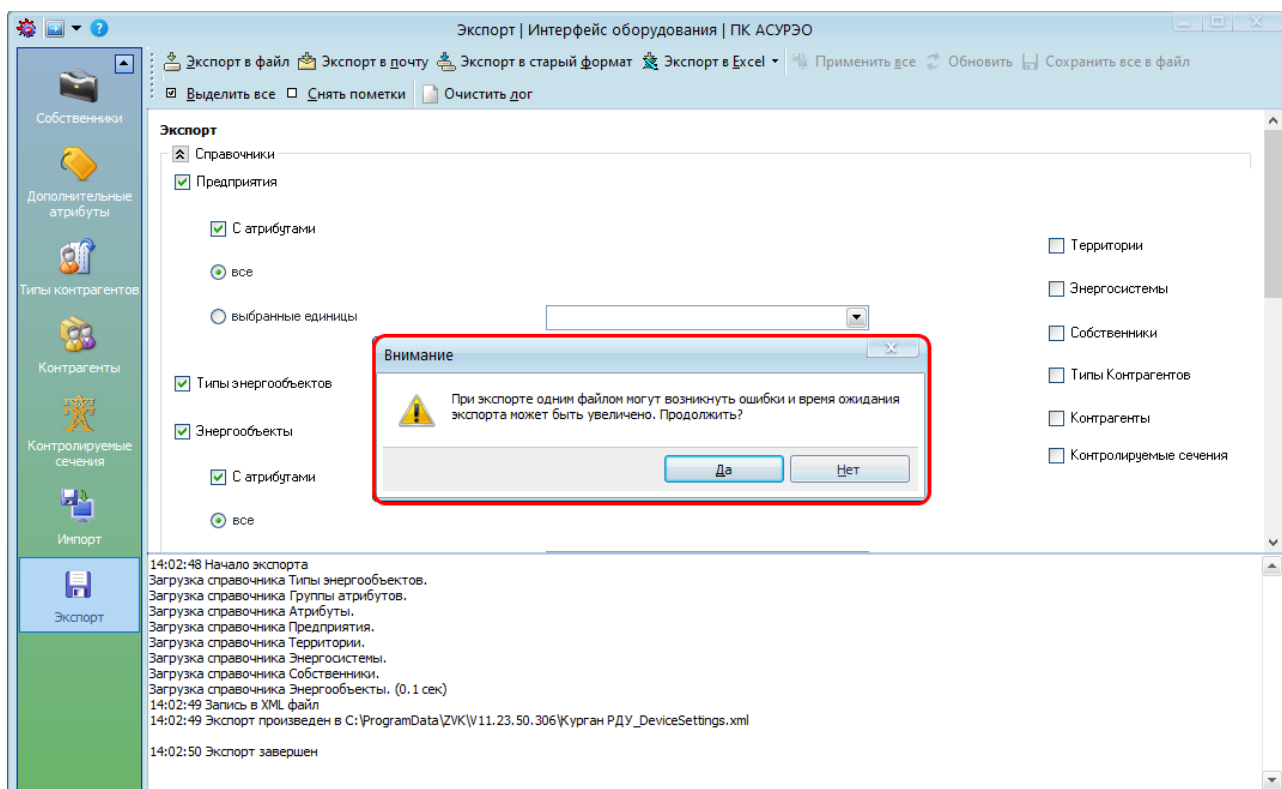 Экспорт | Интерфейс оборудования | ПК АСУРЭО
Экспорт в файл Экспорт в почту Экспорт в старый формат Экспорт в Excel Применить все Обновить Сохранить все в файл
Выделить все Снять пометки Очистить лог
Собственники
Дополнительные
атрибуты
Типы контрагентов
Контрагенты
Контролируемые
сечения
Импорт
Экспорт
Экспорт
Справочники
Предприятия
С атрибутами
все
выбранные единицы
Типы энергообъектов
Энергообъекты
С атрибутами
все
Территории
Энергосистемы
Собственники
Типы Контрагентов
Контрагенты
Контролируемые сечения
Внимание
При экспорте одним файлом могут возникнуть ошибки и время ожидания
экспорта может быть увеличено. Продолжить?
Да Нет
14:02:48 Начало экспорта
Загрузка справочника Типы энергообъектов.
Загрузка справочника Группы атрибутов.
Загрузка справочника Атрибуты.
Загрузка справочника Предприятия.
Загрузка справочника Территории.
Загрузка справочника Энергосистемы.
Загрузка справочника Собственники.
Загрузка справочника Энергообъекты. (0.1 сек)
14:02:49 Запись в XML файл
14:02:49 Экспорт произведен в C:\ProgramData\ZVK\V11.23.50.306\Курган РДУ_DeviceSettings.xml
14:02:50 Экспорт завершен